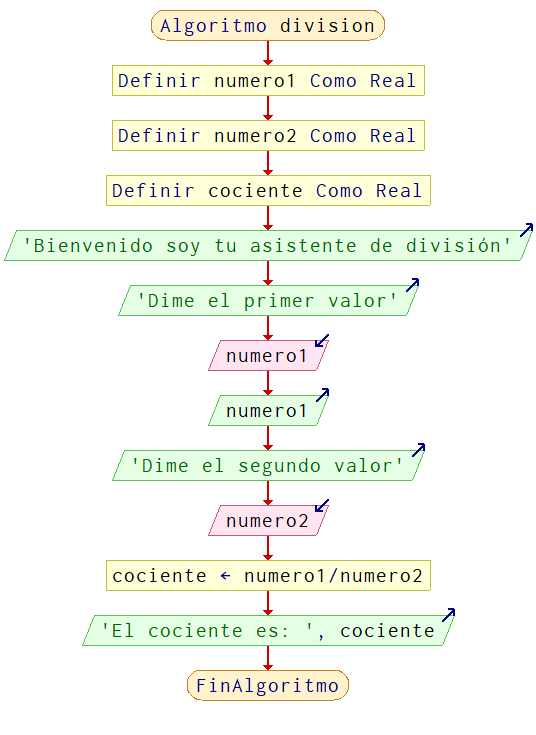 Algoritmo division
Definir numero1 Como Real
Definir numero2 Como Real
Definir cociente Como Real
'Bienvenido soy tu asistente de división'
'Dime el primer valor'
numero1
numero1
'Dime el segundo valor'
numero2
cociente ← numero1/numero2
'El cociente es: ', cociente
FinAlgoritmo